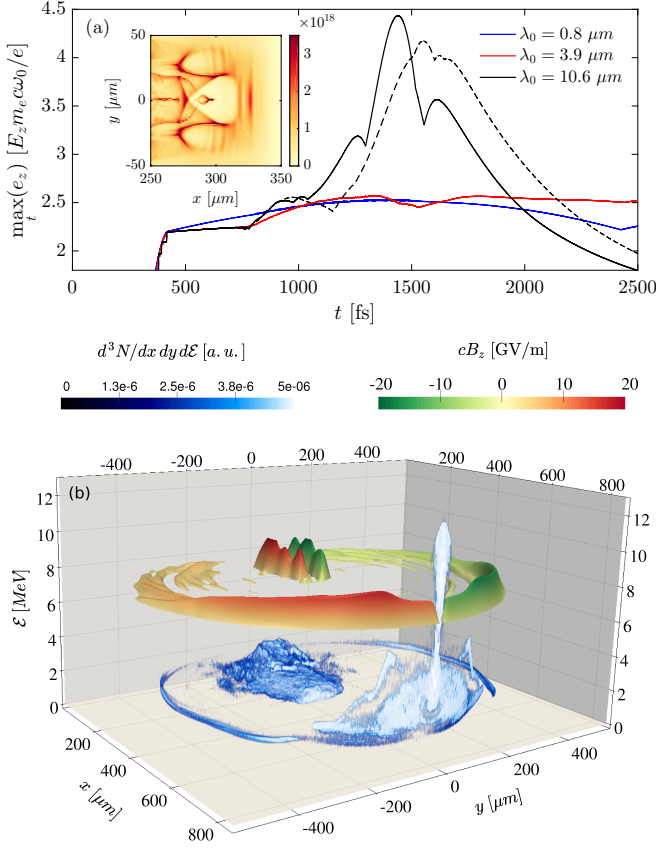 (a)
4.5
4
3.5
3
2.5
2
max_t(e_z) [E_z m_e cω_0/e]
λ_0 = 0.8 μm
λ_0 = 3.9 μm
λ_0 = 10.6 μm
×10^18
50
0
-50
y [μm]
250 300 350
x [μm]
3
2
1
0
0 500 1000 1500 2000 2500
t [fs]
d^3N/dx dy dℰ [a.u.]
0 1.3e-6 2.5e-6 3.8e-6 5e-06
cB_z [GV/m]
-20 -10 0 10 20
(b)
-400 -200 0 200 400
200 400 600 800
12
10
8
6
4
2
0
ℰ [MeV]
12
10
8
6
4
2
0
200
400
600
800
x [μm]
-400 -200 0 200 400
y [μm]